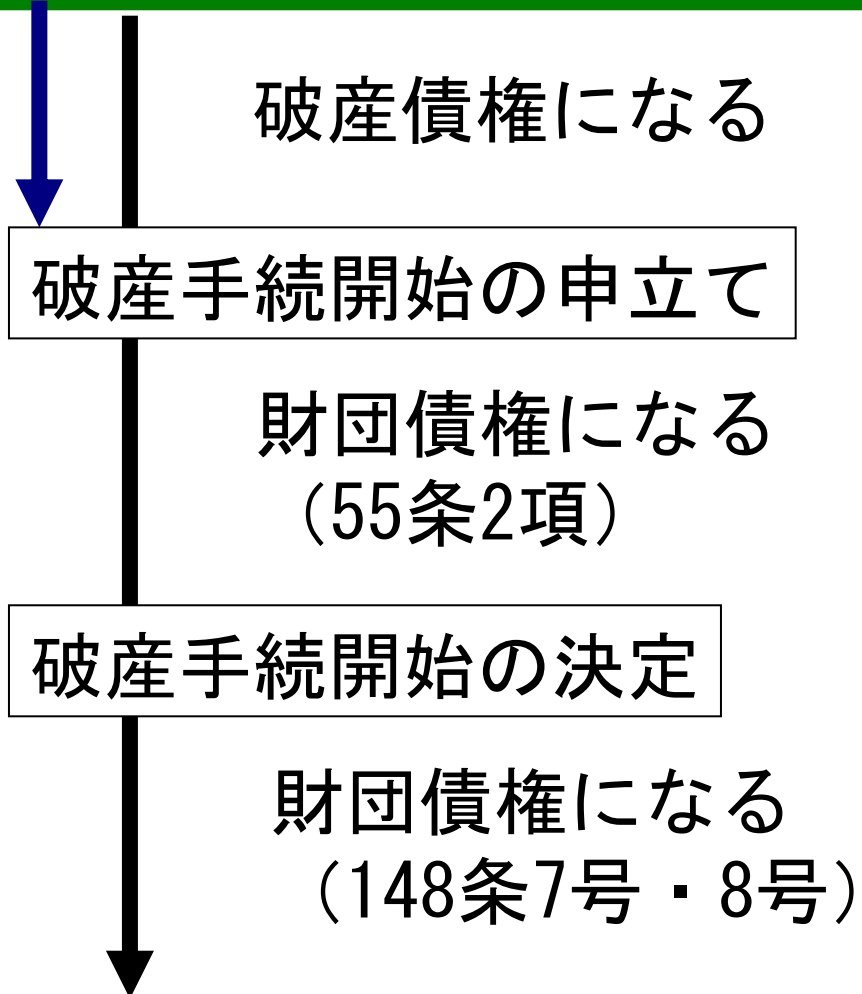 破産債権になる
破産手続開始の申立て
財団債権になる
（55条2項）
破産手続開始の決定
財団債権になる
（148条7号・8号）